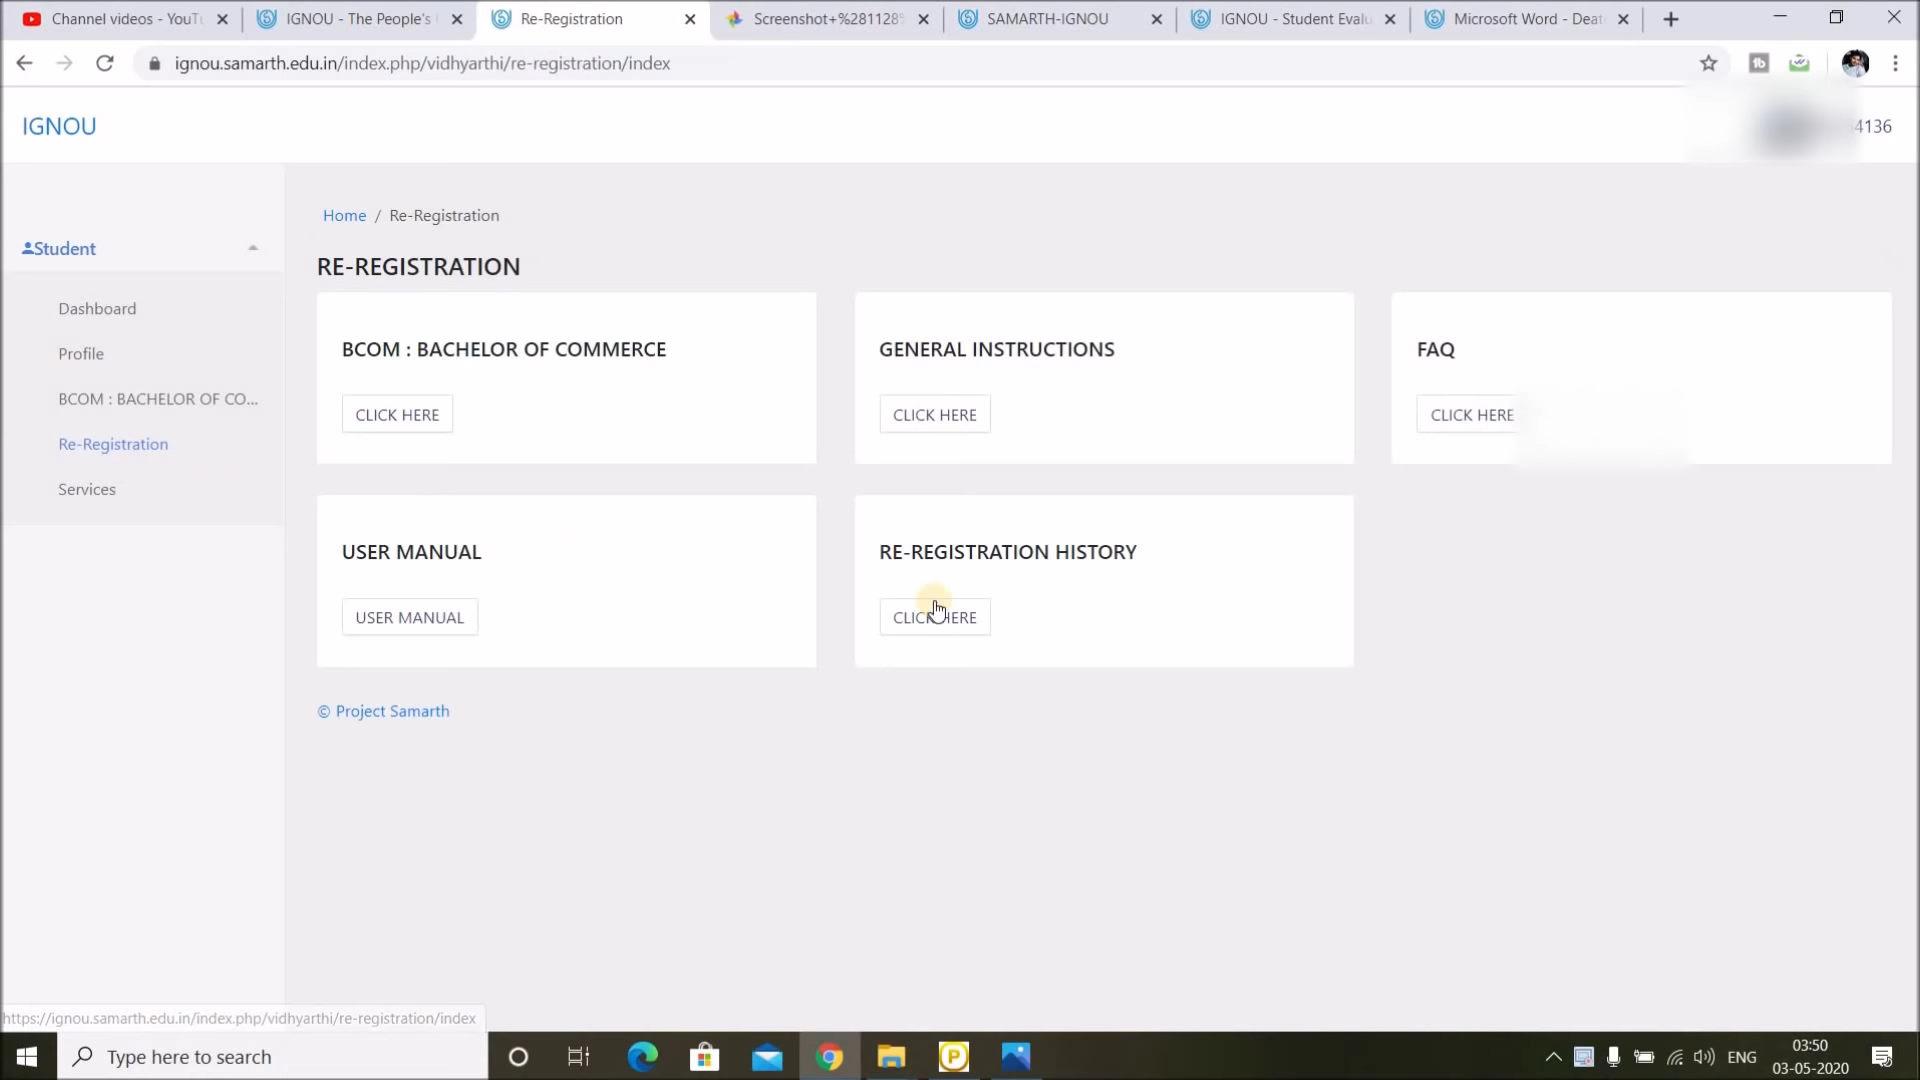 Channel videos - YouTu
IGNOU - The People's
Re-Registration
Screenshot+%281128%
SAMARTH-IGNOU
IGNOU - Student Evalu
Microsoft Word - Deat
ignou.samarth.edu.in/index.php/vidhyarthi/re-registration/index
IGNOU
4136
Student
Dashboard
Profile
BCOM : BACHELOR OF CO...
Re-Registration
Services
Home / Re-Registration
RE-REGISTRATION
BCOM : BACHELOR OF COMMERCE
CLICK HERE
GENERAL INSTRUCTIONS
CLICK HERE
FAQ
CLICK HERE
USER MANUAL
USER MANUAL
RE-REGISTRATION HISTORY
CLICK HERE
© Project Samarth
https://ignou.samarth.edu.in/index.php/vidhyarthi/re-registration/index
Type here to search
ENG
03:50
03-05-2020